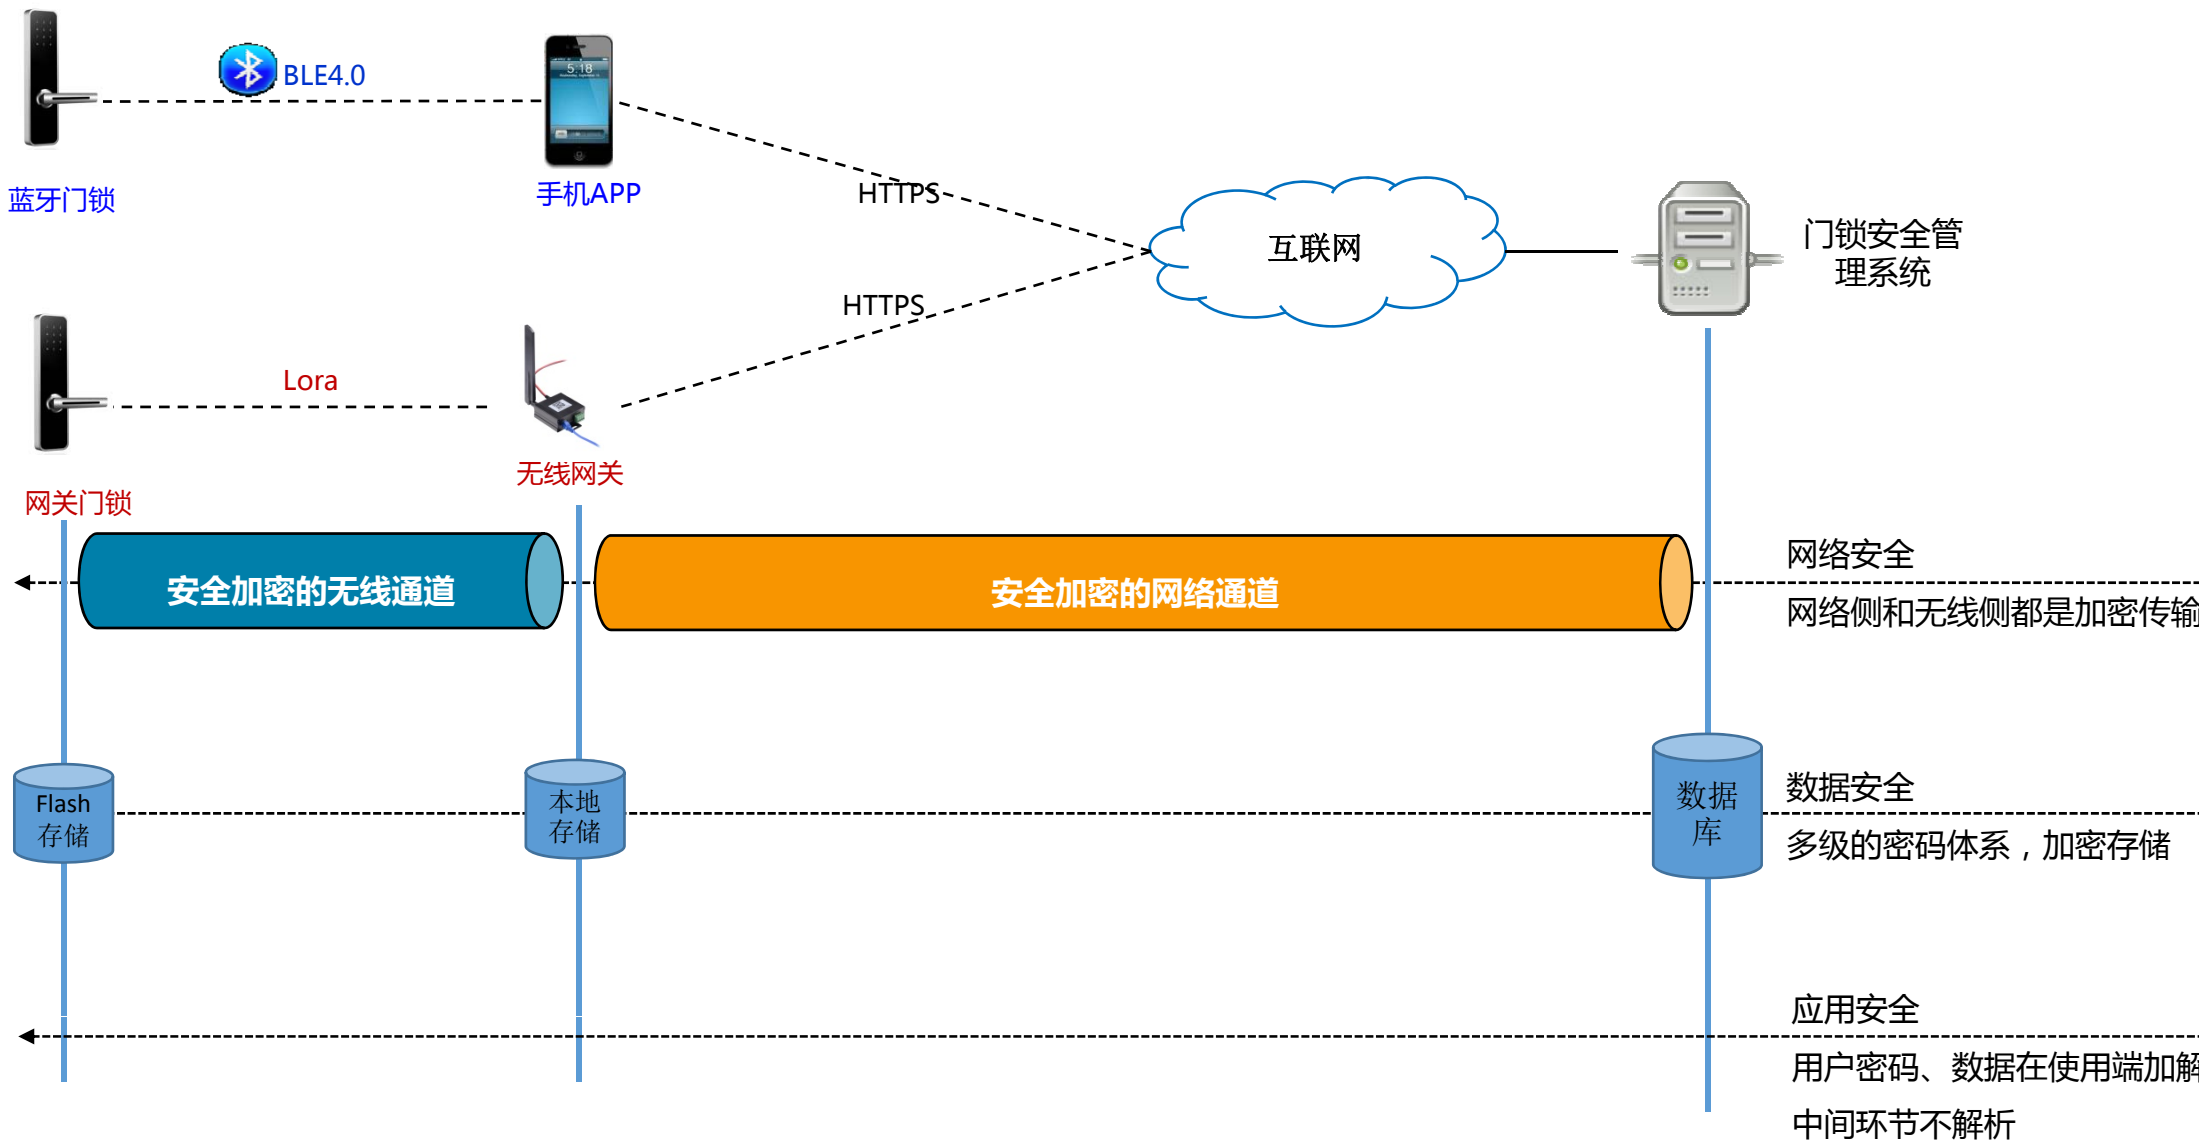 BLE4.0
5:18
蓝牙门锁
手机APP
HTTPS
互联网
门锁安全管
理系统
HTTPS
Lora
无线网关
网关门锁
安全加密的无线通道
安全加密的网络通道
网络安全
网络侧和无线侧都是加密传输
Flash
存储
本地
存储
数据
库
数据安全
多级的密码体系，加密存储
应用安全
用户密码、数据在使用端加解
中间环节不解析